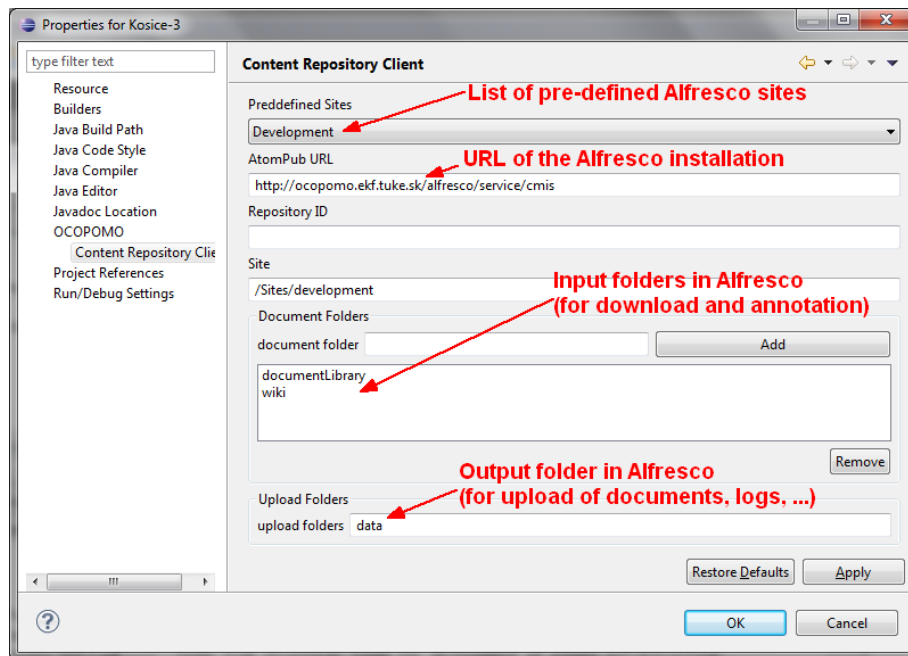 Properties for Kosice-3
type filter text
Resource
Builders
Java Build Path
Java Code Style
Java Compiler
Java Editor
Javadoc Location
OCOPOMO
Content Repository Clie
Project References
Run/Debug Settings
Content Repository Client
Preddefined Sites
List of pre-defined Alfresco sites
Development
AtomPub URL
URL of the Alfresco installation
http://ocopomo.ekf.tuke.sk/alfresco/service/cmis
Repository ID
Site
/Sites/development
Input folders in Alfresco
(for download and annotation)
Document Folders
document folder
Add
documentLibrary
wiki
Remove
Output folder in Alfresco
(for upload of documents, logs, ...)
Upload Folders
upload folders data
Restore Defaults
Apply
?
OK
Cancel